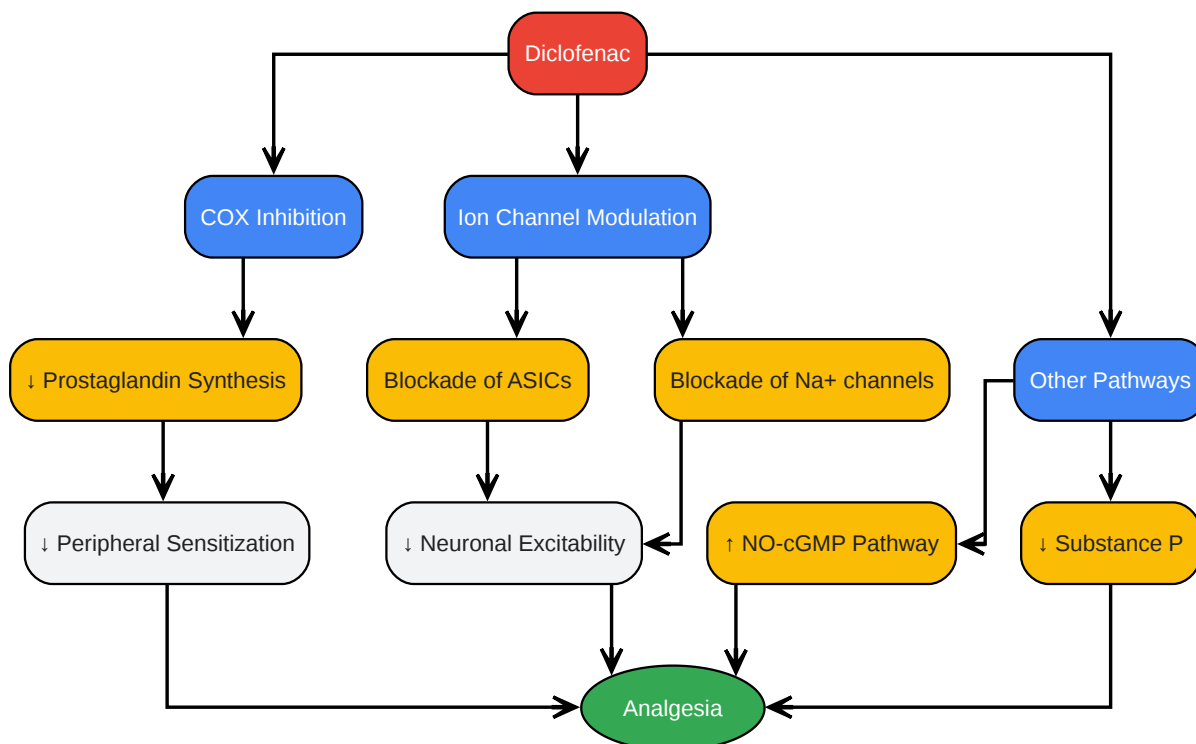 Diclofenac
COX Inhibition
Ion Channel Modulation
↓ Prostaglandin Synthesis
Blockade of ASICs
Blockade of Na+ channels
Other Pathways
↓ Peripheral Sensitization
↓ Neuronal Excitability
↑ NO-cGMP Pathway
↓ Substance P
Analgesia